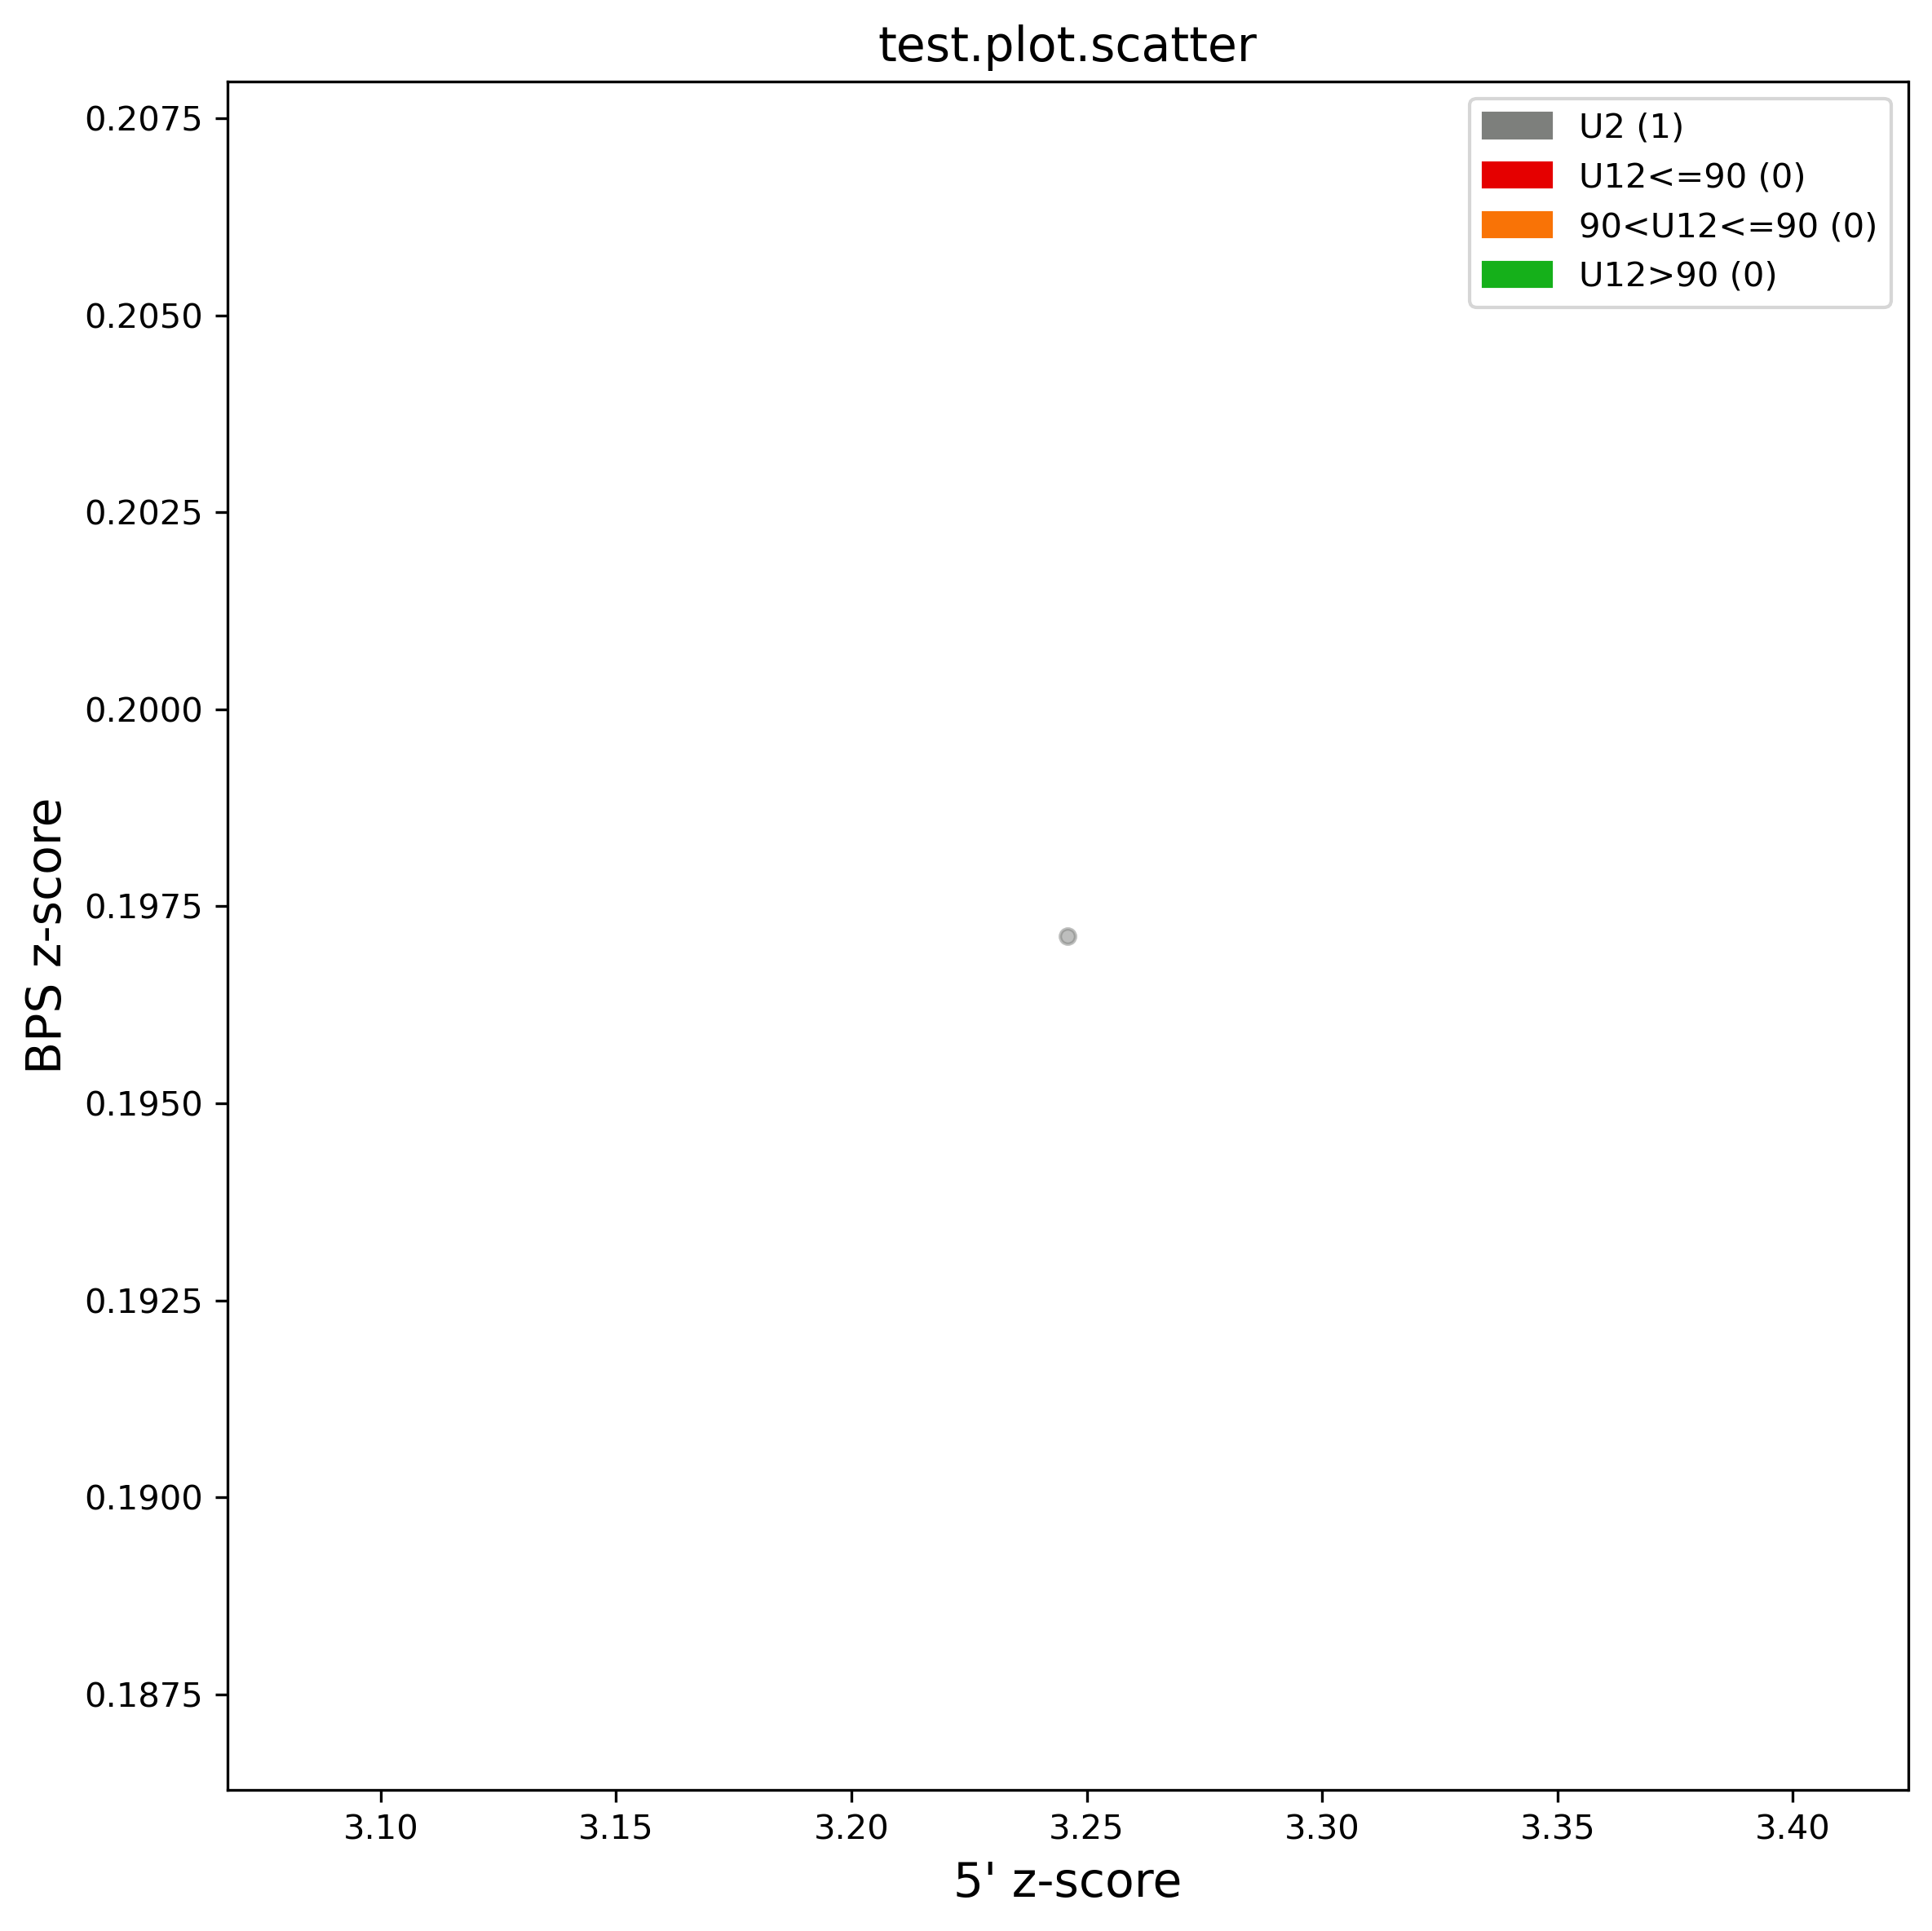 test.plot.scatter
U2 (1)
U12<=90 (0)
90<U12<=90 (0)
U12>90 (0)
BPS z-score
0.2075
0.2050
0.2025
0.2000
0.1975
0.1950
0.1925
0.1900
0.1875
3.10
3.15
3.20
3.25
3.30
3.35
3.40
5' z-score